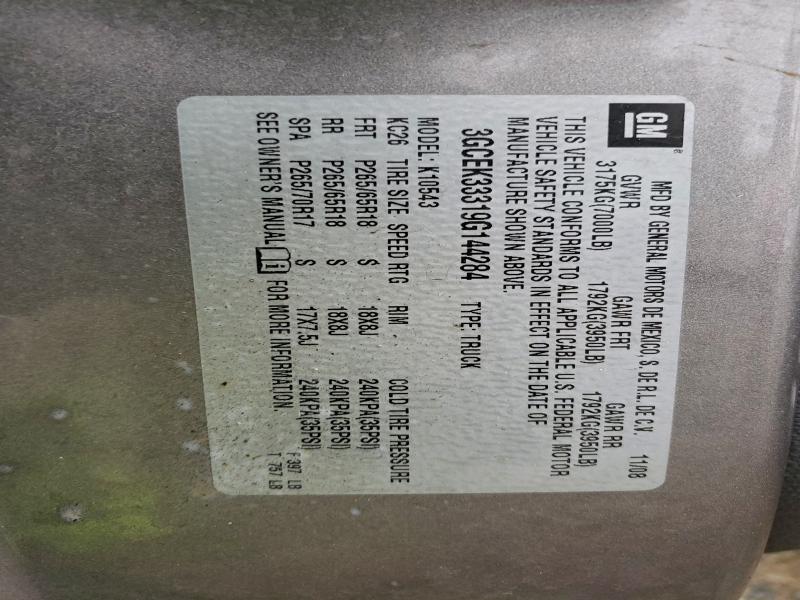 GM®
MFD BY GENERAL MOTORS DE MEXICO, S. DE R.L. DE C.V. 11/08
GVWR GAWR FRT GAWR RR
3175KG(7000LB) 1792KG(3950LB) 1792KG(3950LB)
THIS VEHICLE CONFORMS TO ALL APPLICABLE U.S. FEDERAL MOTOR
VEHICLE SAFETY STANDARDS IN EFFECT ON THE DATE OF
MANUFACTURE SHOWN ABOVE.
3GCEK33319G144284 TYPE: TRUCK
MODEL: K10543
KC26 TIRE SIZE SPEED RTG RIM COLD TIRE PRESSURE
FRT P265/65R18 S 18X8J 240KPA(35PSI)
RR P265/65R18 S 18X8J 240KPA(35PSI)
SPA P265/70R17 S 17X7.5J 240KPA(35PSI)
SEE OWNER'S MANUAL FOR MORE INFORMATION.
F 397 LB
T 757 LB